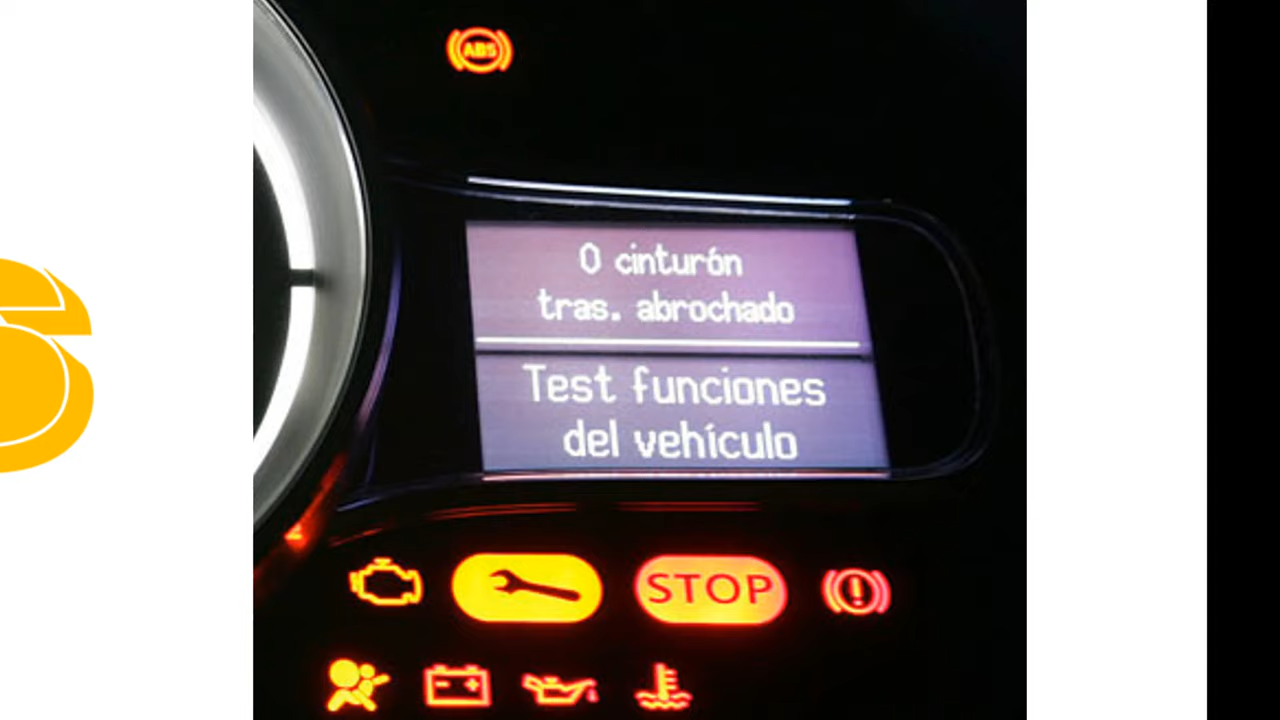 ABS
0 cinturón
tras. abrochado
Test funciones
del vehículo
STOP